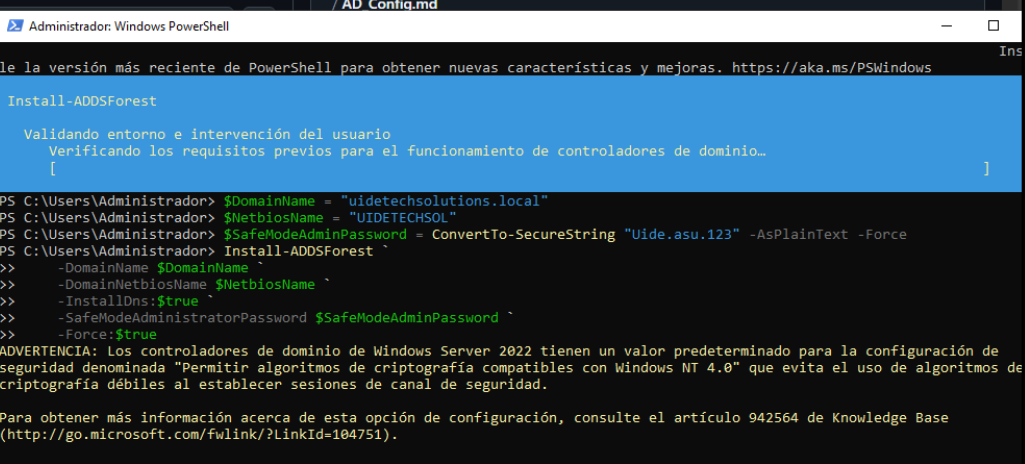 / AD_Config.md
Administrador: Windows PowerShell
Ins
le la versión más reciente de PowerShell para obtener nuevas características y mejoras. https://aka.ms/PSWindows
Install-ADDSForest
Validando entorno e intervención del usuario
Verificando los requisitos previos para el funcionamiento de controladores de dominio…
[ ]
PS C:\Users\Administrador> $DomainName = "uidetechsolutions.local"
PS C:\Users\Administrador> $NetbiosName = "UIDETECHSOL"
PS C:\Users\Administrador> $SafeModeAdminPassword = ConvertTo-SecureString "Uide.asu.123" -AsPlainText -Force
PS C:\Users\Administrador> Install-ADDSForest `
>> -DomainName $DomainName `
>> -DomainNetbiosName $NetbiosName `
>> -InstallDns:$true `
>> -SafeModeAdministratorPassword $SafeModeAdminPassword `
>> -Force:$true
ADVERTENCIA: Los controladores de dominio de Windows Server 2022 tienen un valor predeterminado para la configuración de
seguridad denominada "Permitir algoritmos de criptografía compatibles con Windows NT 4.0" que evita el uso de algoritmos de
criptografía débiles al establecer sesiones de canal de seguridad.
Para obtener más información acerca de esta opción de configuración, consulte el artículo 942564 de Knowledge Base
(http://go.microsoft.com/fwlink/?LinkId=104751).